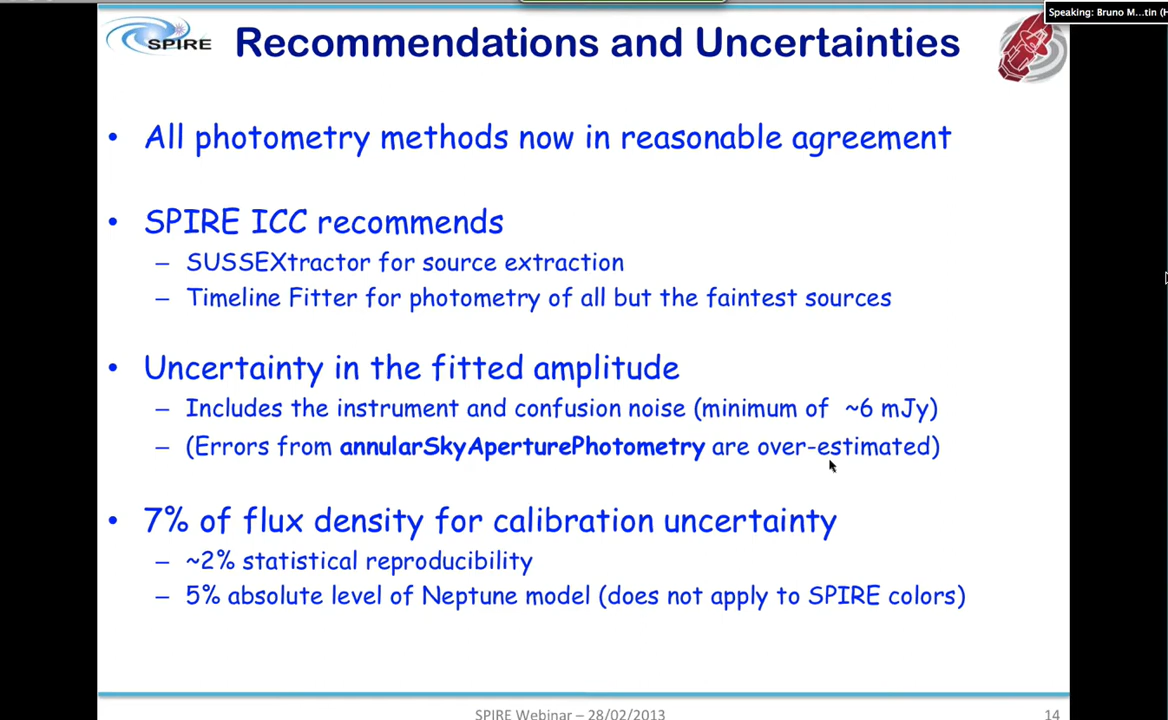 Speaking: Bruno M...tin (H
SPIRE
Recommendations and Uncertainties
• All photometry methods now in reasonable agreement
• SPIRE ICC recommends
– SUSSEXtractor for source extraction
– Timeline Fitter for photometry of all but the faintest sources
• Uncertainty in the fitted amplitude
– Includes the instrument and confusion noise (minimum of ~6 mJy)
– (Errors from annularSkyAperturePhotometry are over-estimated)
• 7% of flux density for calibration uncertainty
– ~2% statistical reproducibility
– 5% absolute level of Neptune model (does not apply to SPIRE colors)
SPIRE Webinar – 28/02/2013
14